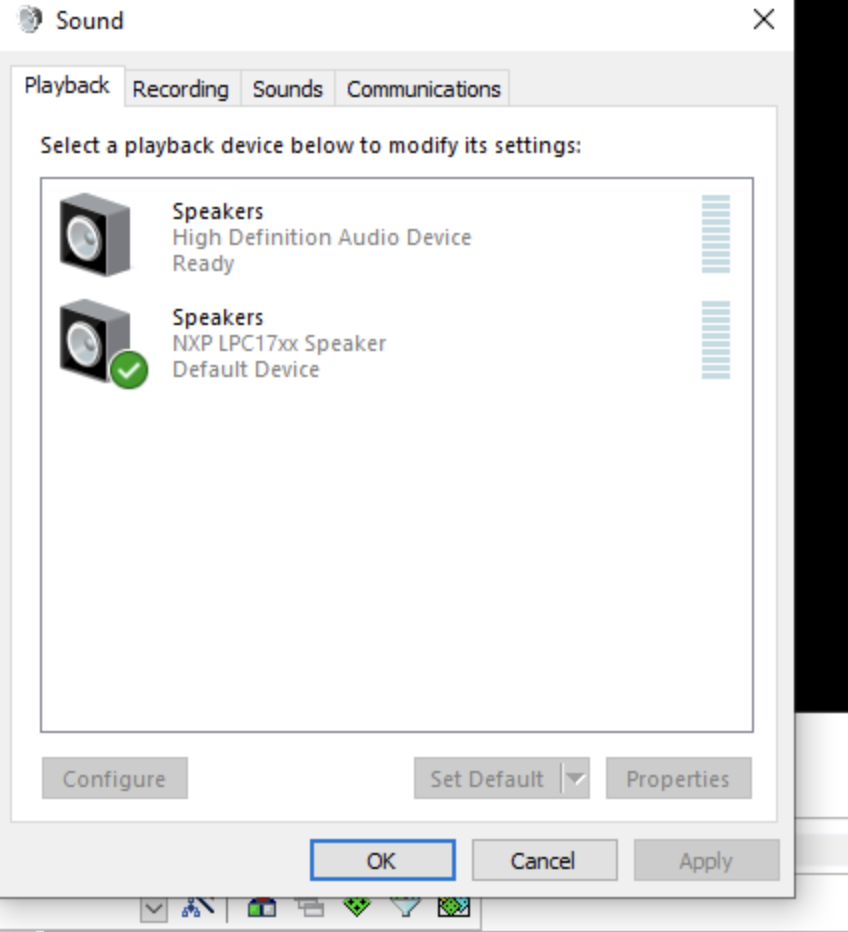 Sound
Playback
Recording
Sounds
Communications
Select a playback device below to modify its settings:
Speakers
High Definition Audio Device
Ready
Speakers
NXP LPC17xx Speaker
Default Device
Configure
Set Default
Properties
OK
Cancel
Apply